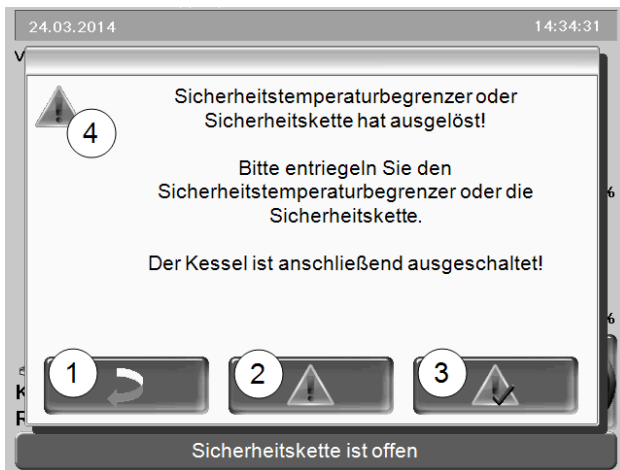 24.03.2014 14:34:31
Sicherheitstemperaturbegrenzer oder
Sicherheitskette hat ausgelöst!
4
Bitte entriegeln Sie den
Sicherheitstemperaturbegrenzer oder die
Sicherheitskette.
Der Kessel ist anschließend ausgeschaltet!
1 2 3
Sicherheitskette ist offen